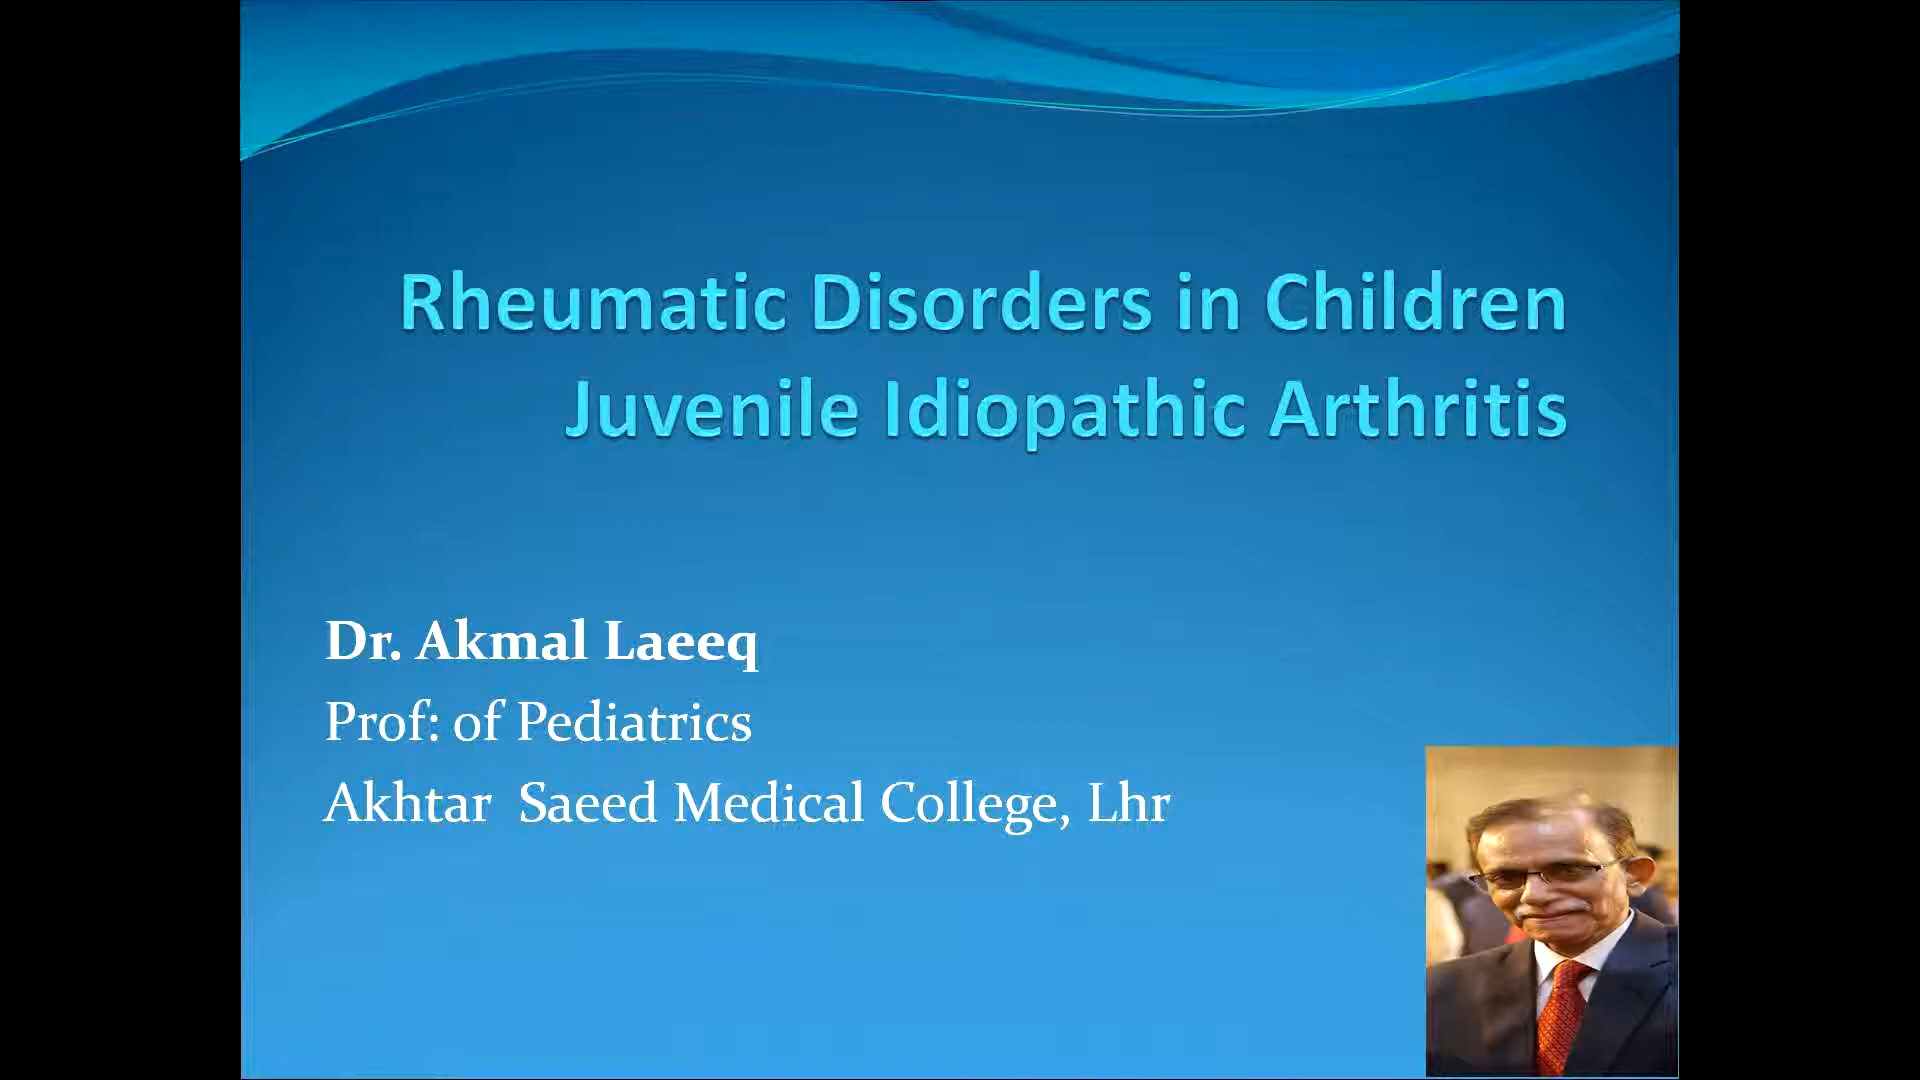 Rheumatic Disorders in Children
Juvenile Idiopathic Arthritis
Dr. Akmal Laeeq
Prof: of Pediatrics
Akhtar Saeed Medical College, Lhr